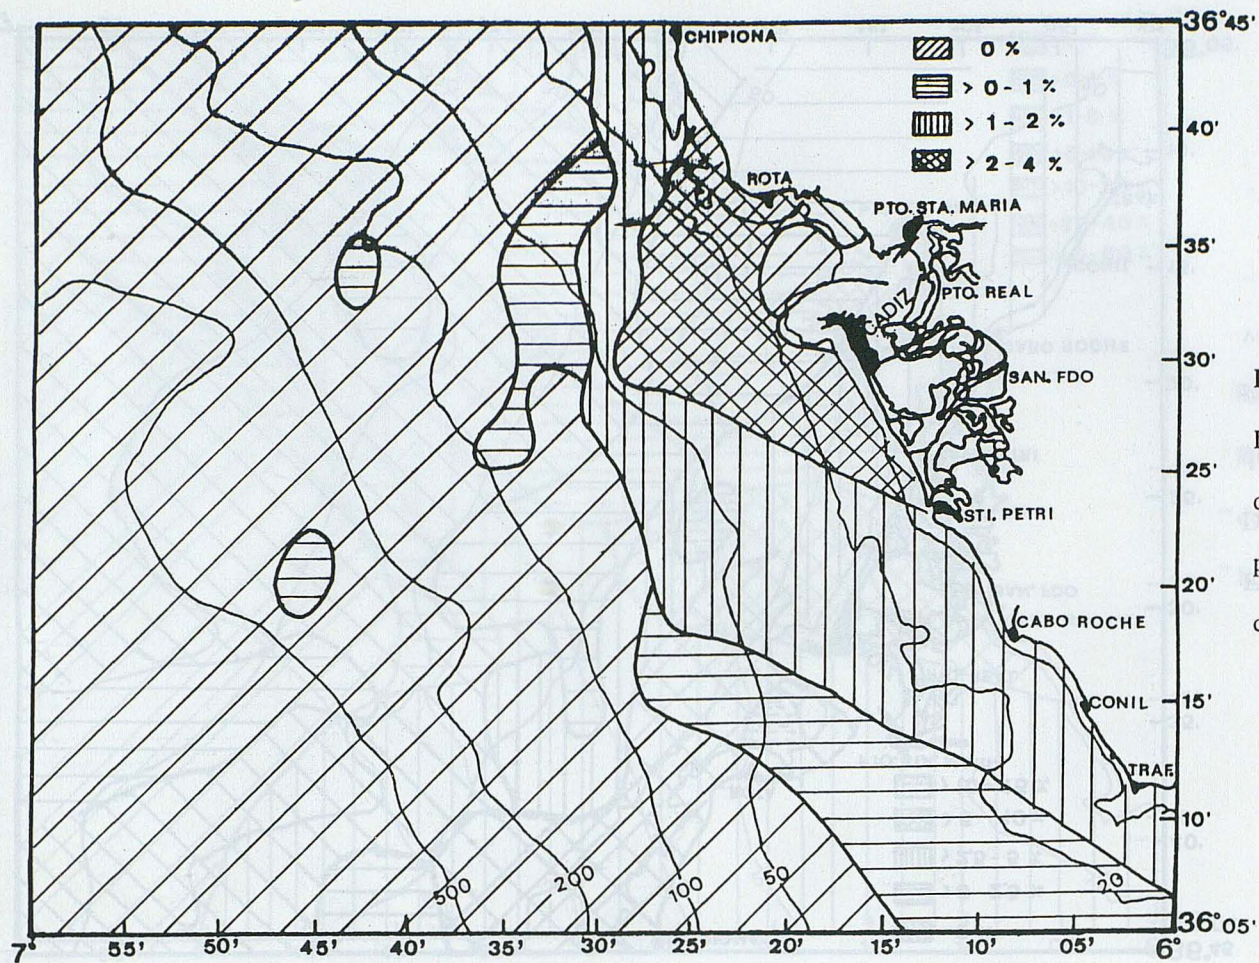 36°45'
CHIPIONA
0 %
> 0 - 1 %
> 1 - 2 %
> 2 - 4 %
40'
ROTA
PTO. STA. MARIA
35'
PTO. REAL
CADIZ
30'
SAN. FDO
25'
STI. PETRI
20'
CABO ROCHE
15'
CONIL
TRAF.
10'
500
200
100
50
20
36°05'
7°
55'
50'
45'
40'
35'
30'
25'
20'
15'
10'
05'
6°